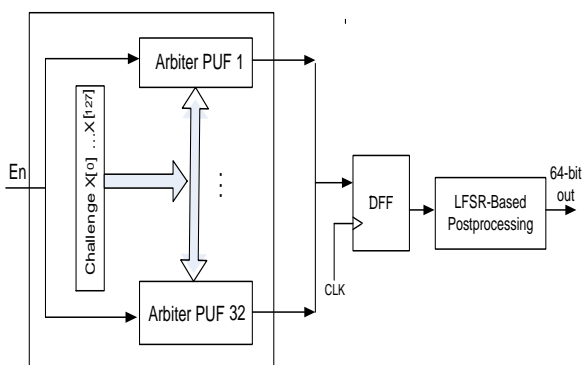 Arbiter PUF 1
En
Challenge X[0] ...X[127]
⋮
Arbiter PUF 32
DFF
CLK
LFSR-Based
Postprocessing
64-bit
out